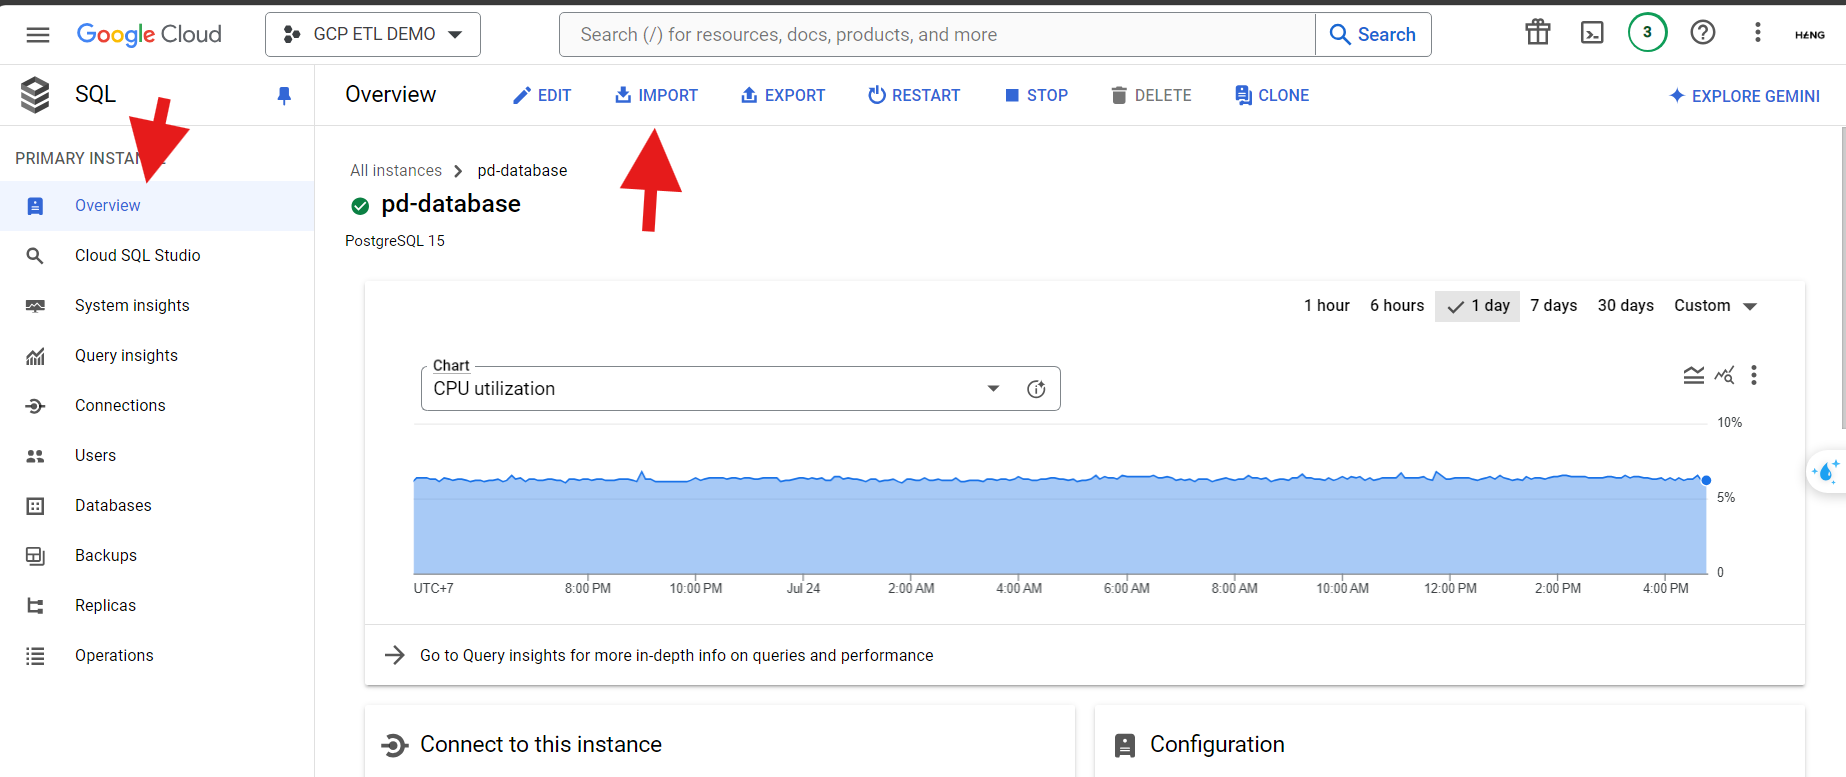 Google Cloud
GCP ETL DEMO
Search (/) for resources, docs, products, and more
Search
3
SQL
Overview
EDIT
IMPORT
EXPORT
RESTART
STOP
DELETE
CLONE
EXPLORE GEMINI
PRIMARY
Overview
Cloud SQL Studio
System insights
Query insights
Connections
Users
Databases
Backups
Replicas
Operations
All instances
pd-database
pd-database
PostgreSQL 15
1 hour
6 hours
1 day
7 days
30 days
Custom
Chart
CPU utilization
10%
5%
0
UTC+7
8:00 PM
10:00 PM
Jul 24
2:00 AM
4:00 AM
6:00 AM
8:00 AM
10:00 AM
12:00 PM
2:00 PM
4:00 PM
Go to Query insights for more in-depth info on queries and performance
Connect to this instance
Configuration